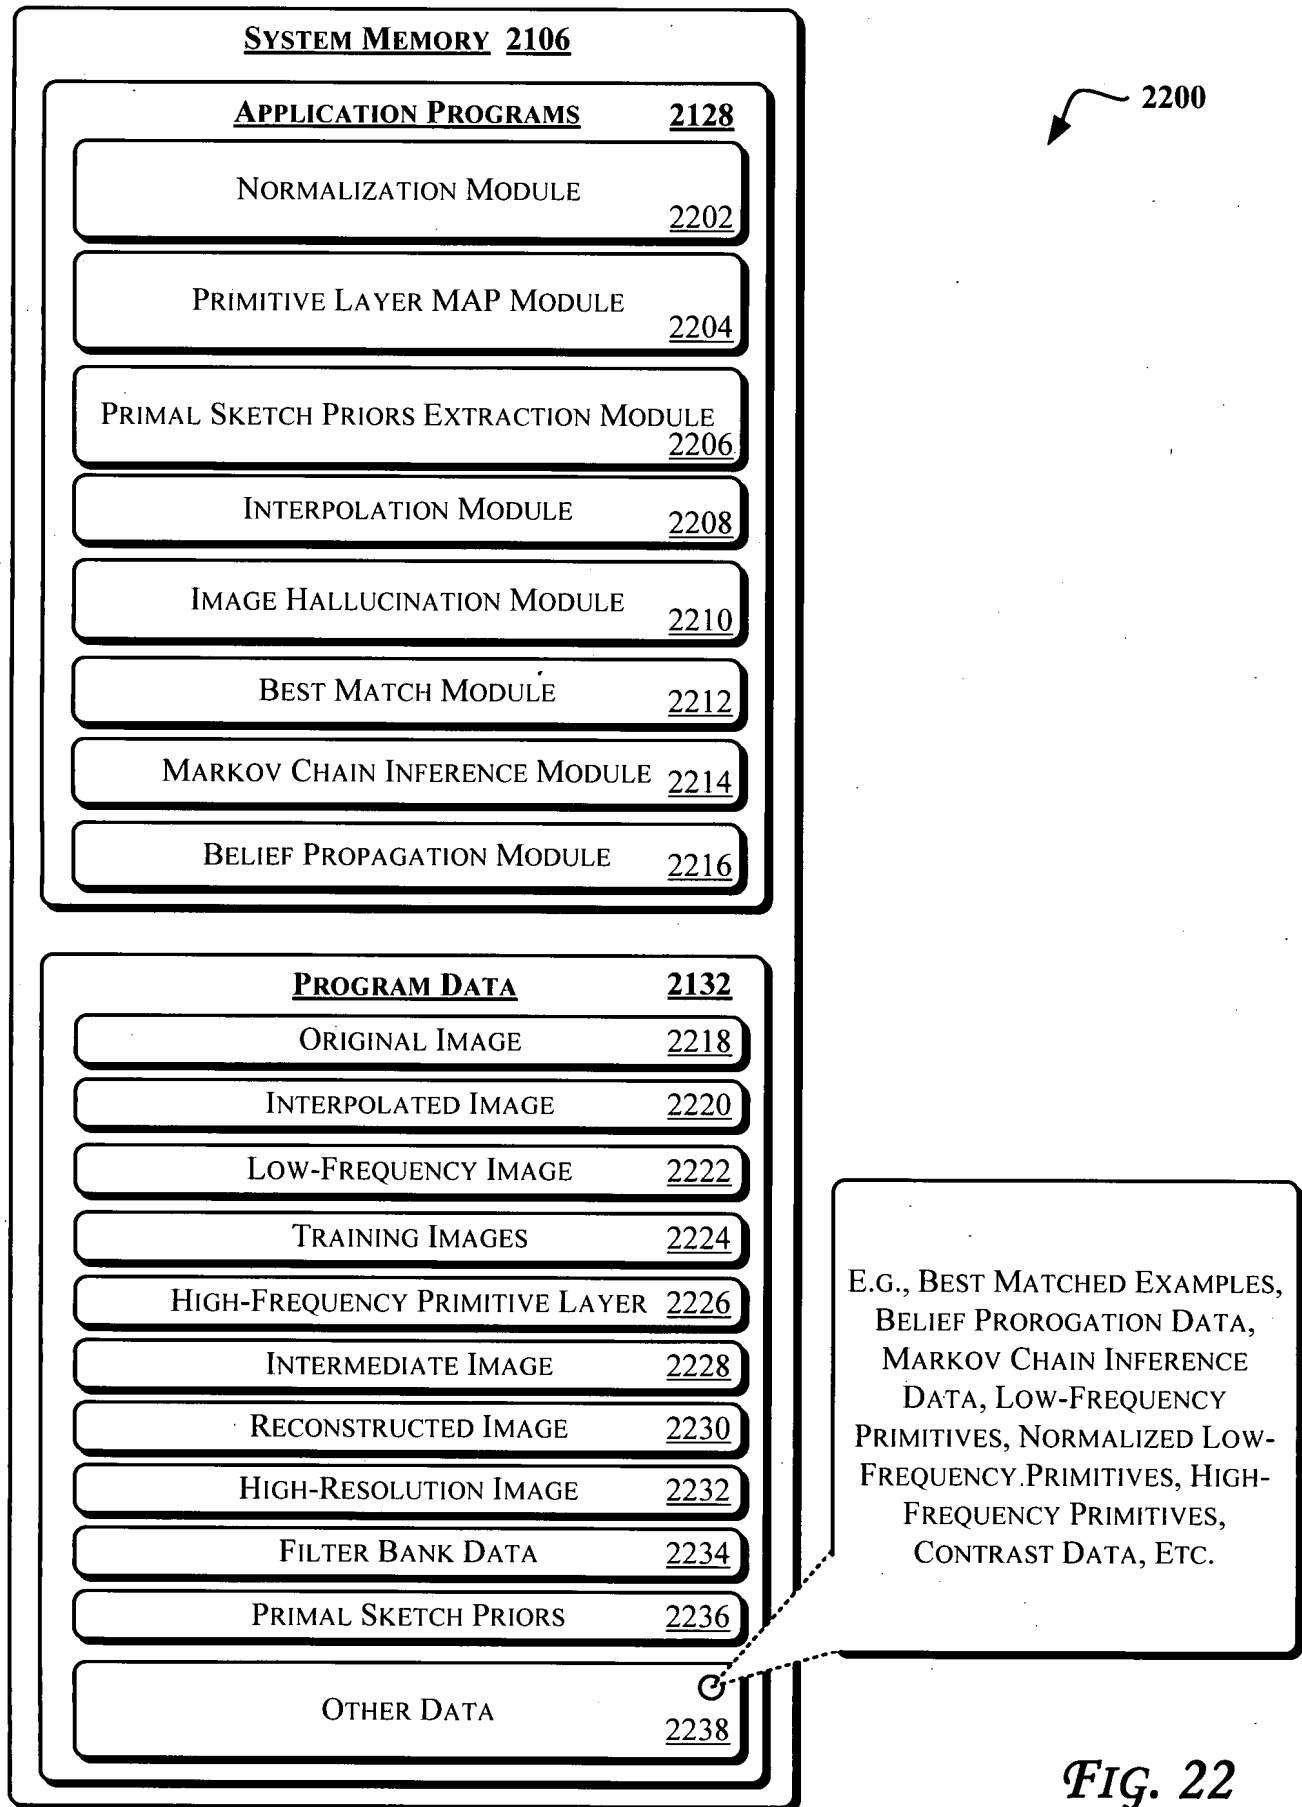 SYSTEM MEMORY 2106
2200
APPLICATION PROGRAMS 2128
NORMALIZATION MODULE
2202
PRIMITIVE LAYER MAP MODULE
2204
PRIMAL SKETCH PRIORS EXTRACTION MODULE
2206
INTERPOLATION MODULE 2208
IMAGE HALLUCINATION MODULE 2210
BEST MATCH MODULE 2212
MARKOV CHAIN INFERENCE MODULE 2214
BELIEF PROPAGATION MODULE 2216
PROGRAM DATA 2132
ORIGINAL IMAGE 2218
INTERPOLATED IMAGE 2220
LOW-FREQUENCY IMAGE 2222
TRAINING IMAGES 2224
HIGH-FREQUENCY PRIMITIVE LAYER 2226
INTERMEDIATE IMAGE 2228
RECONSTRUCTED IMAGE 2230
HIGH-RESOLUTION IMAGE 2232
FILTER BANK DATA 2234
PRIMAL SKETCH PRIORS 2236
OTHER DATA
2238
E.G., BEST MATCHED EXAMPLES,
BELIEF PROROGATION DATA,
MARKOV CHAIN INFERENCE
DATA, LOW-FREQUENCY
PRIMITIVES, NORMALIZED LOW-
FREQUENCY PRIMITIVES, HIGH-
FREQUENCY PRIMITIVES,
CONTRAST DATA, ETC.
FIG. 22